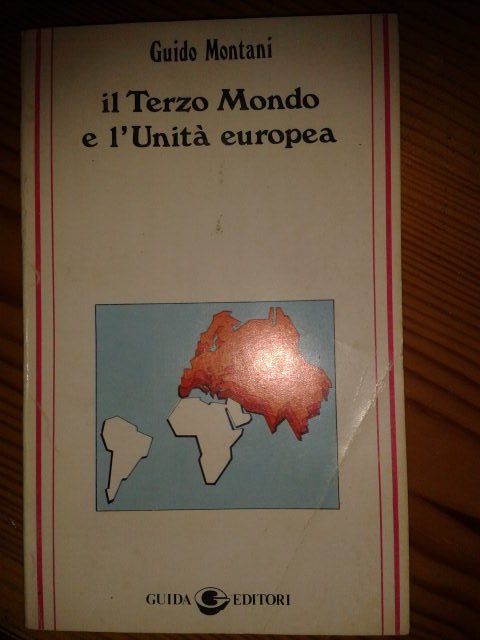 Guido Montani
il Terzo Mondo
e l'Unità europea
GUIDA EDITORI